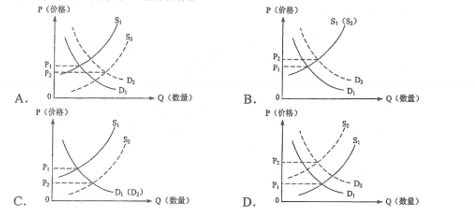 P（价格）
S₁
S₂
P₁
P₂
D₂
D₁
0
Q（数量）
A.
P（价格）
S₁（S₂）
P₂
P₁
D₂
D₁
0
Q（数量）
B.
P（价格）
S₁
S₂
P₁
P₂
D₁（D₂）
0
Q（数量）
C.
P（价格）
S₂
S₁
P₂
P₁
D₂
D₁
0
Q（数量）
D.